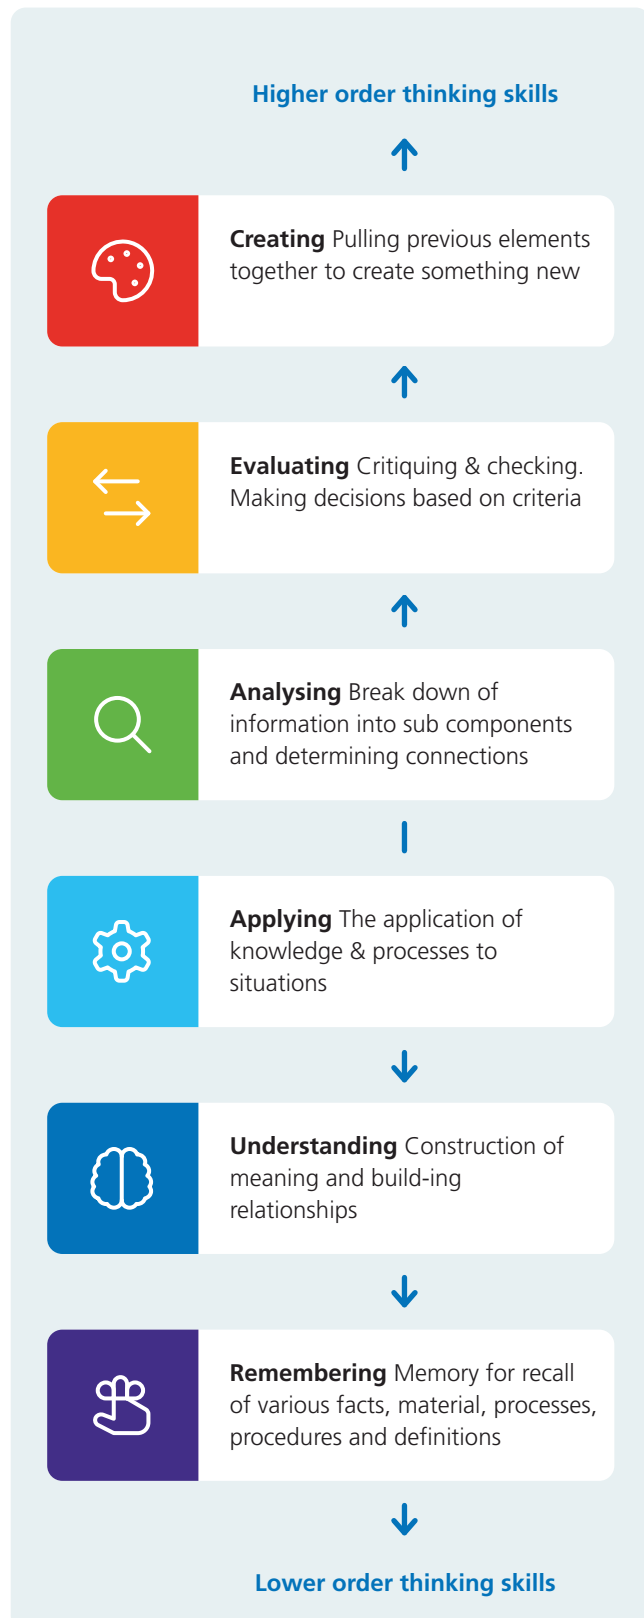 Higher order thinking skills
Creating Pulling previous elements
together to create something new
Evaluating Critiquing & checking.
Making decisions based on criteria
Analysing Break down of
information into sub components
and determining connections
Applying The application of
knowledge & processes to
situations
Understanding Construction of
meaning and build-ing
relationships
Remembering Memory for recall
of various facts, material, processes,
procedures and definitions
Lower order thinking skills